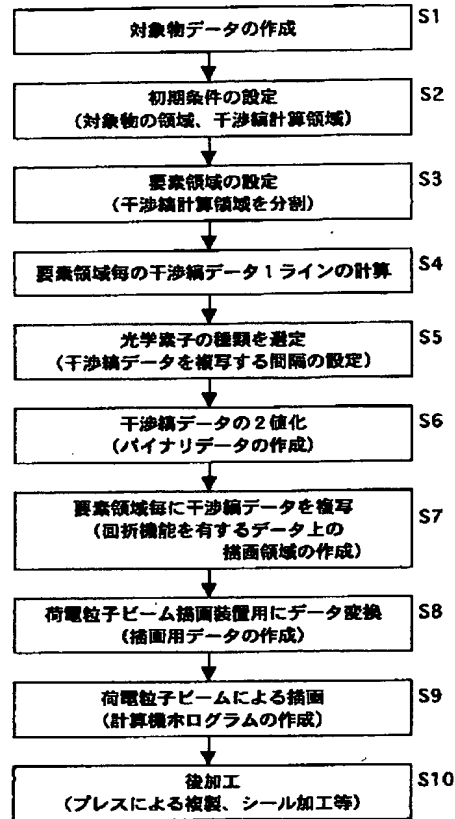 対象物データの作成
S1
初期条件の設定
(対象物の領域、干渉縞計算領域)
S2
要素領域の設定
(干渉縞計算領域を分割)
S3
要素領域毎の干渉縞データ1ラインの計算
S4
光学素子の種類を選定
(干渉縞データを複写する間隔の設定)
S5
干渉縞データの2値化
(バイナリデータの作成)
S6
要素領域毎に干渉縞データを複写
(回折機能を有するデータ上の
描画領域の作成)
S7
荷電粒子ビーム描画装置用にデータ変換
(描画用データの作成)
S8
荷電粒子ビームによる描画
(計算機ホログラムの作成)
S9
後加工
(プレスによる複製、シール加工等)
S10